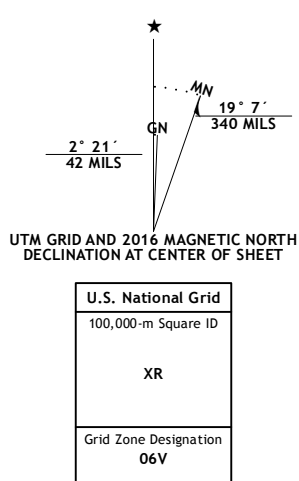 ★
MN
GN
19° 7´
340 MILS
2° 21´
42 MILS
UTM GRID AND 2016 MAGNETIC NORTH
DECLINATION AT CENTER OF SHEET
U.S. National Grid
100,000-m Square ID
XR
Grid Zone Designation
06V